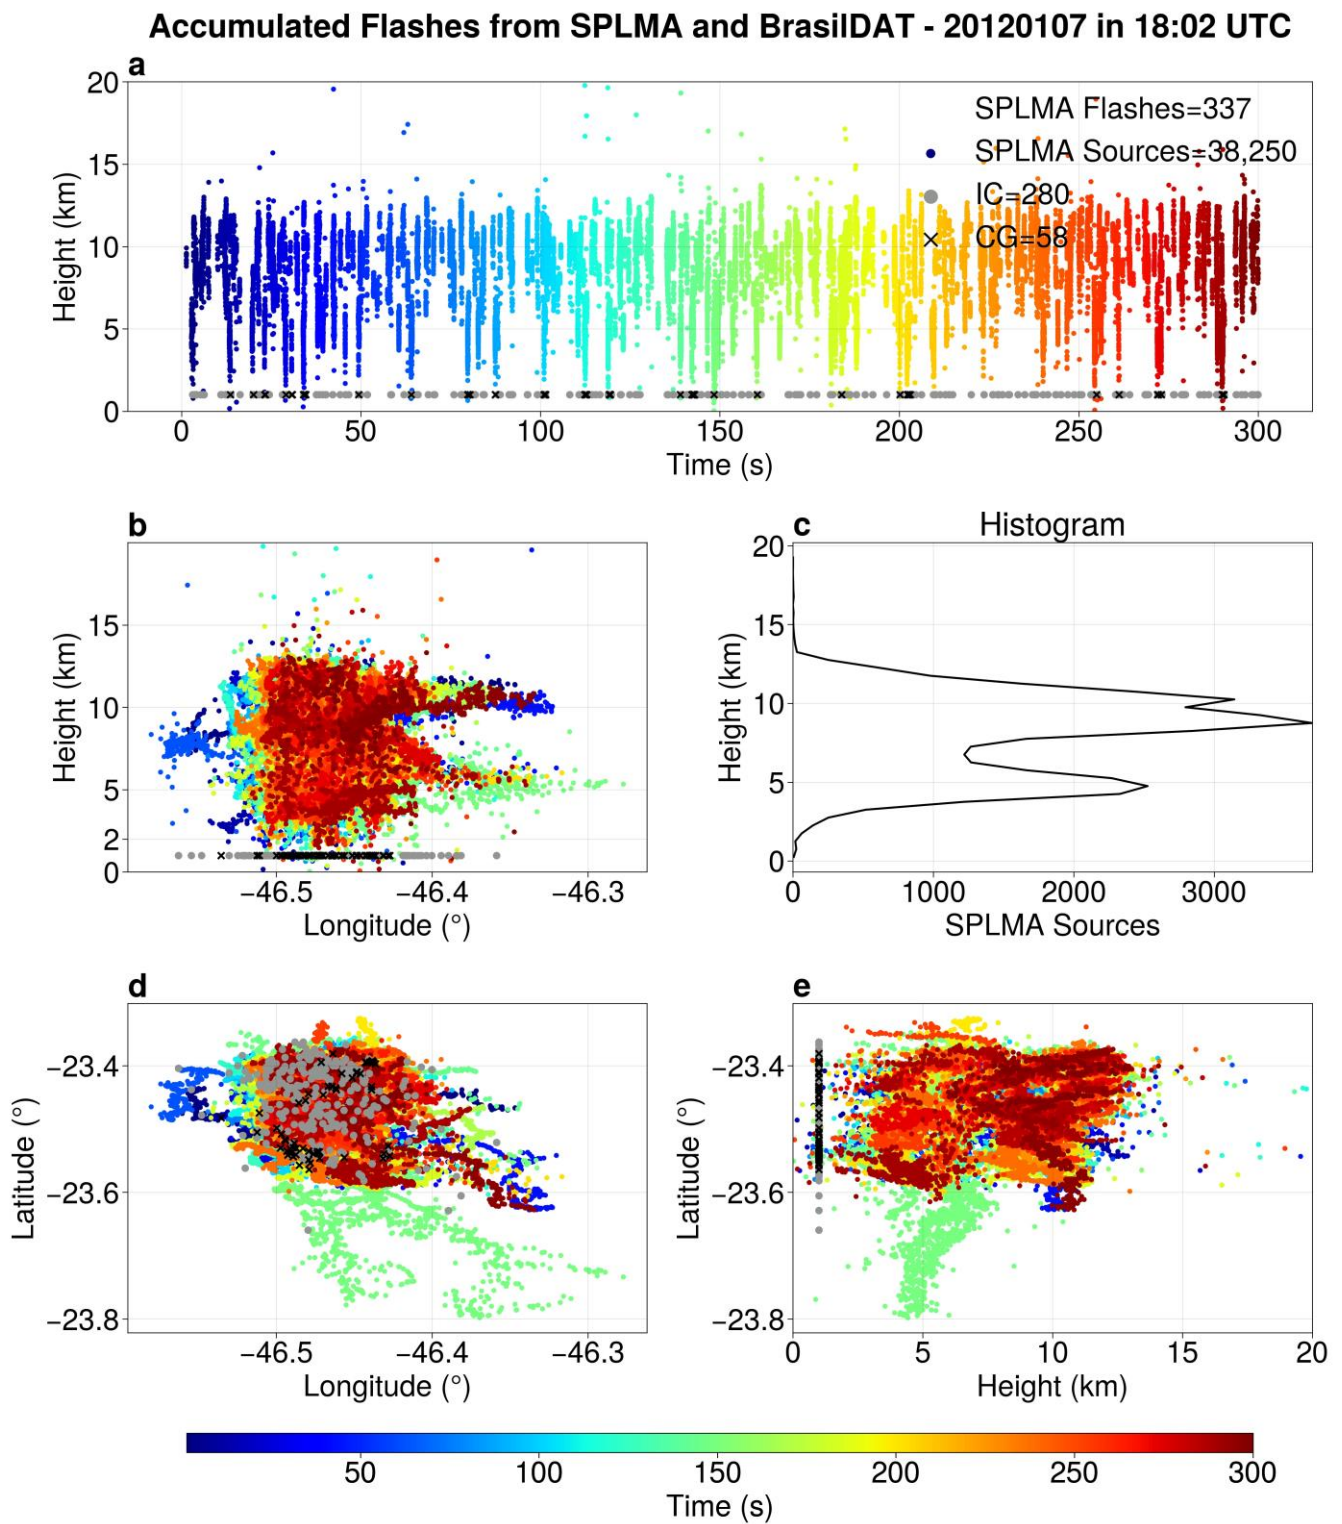 Accumulated Flashes from SPLMA and BrasilDAT - 20120107 in 18:02 UTC
a
20
15
10
5
0
Height (km)
SPLMA Flashes=337
SPLMA Sources=38,250
IC=280
CG=58
0 50 100 150 200 250 300
Time (s)
b
15
10
5
2
0
Height (km)
−46.5 −46.4 −46.3
Longitude (°)
c
Histogram
20
15
10
5
0
Height (km)
0 1000 2000 3000
SPLMA Sources
d
−23.4
−23.6
−23.8
Latitude (°)
−46.5 −46.4 −46.3
Longitude (°)
e
−23.4
−23.6
−23.8
Latitude (°)
0 5 10 15 20
Height (km)
50 100 150 200 250 300
Time (s)